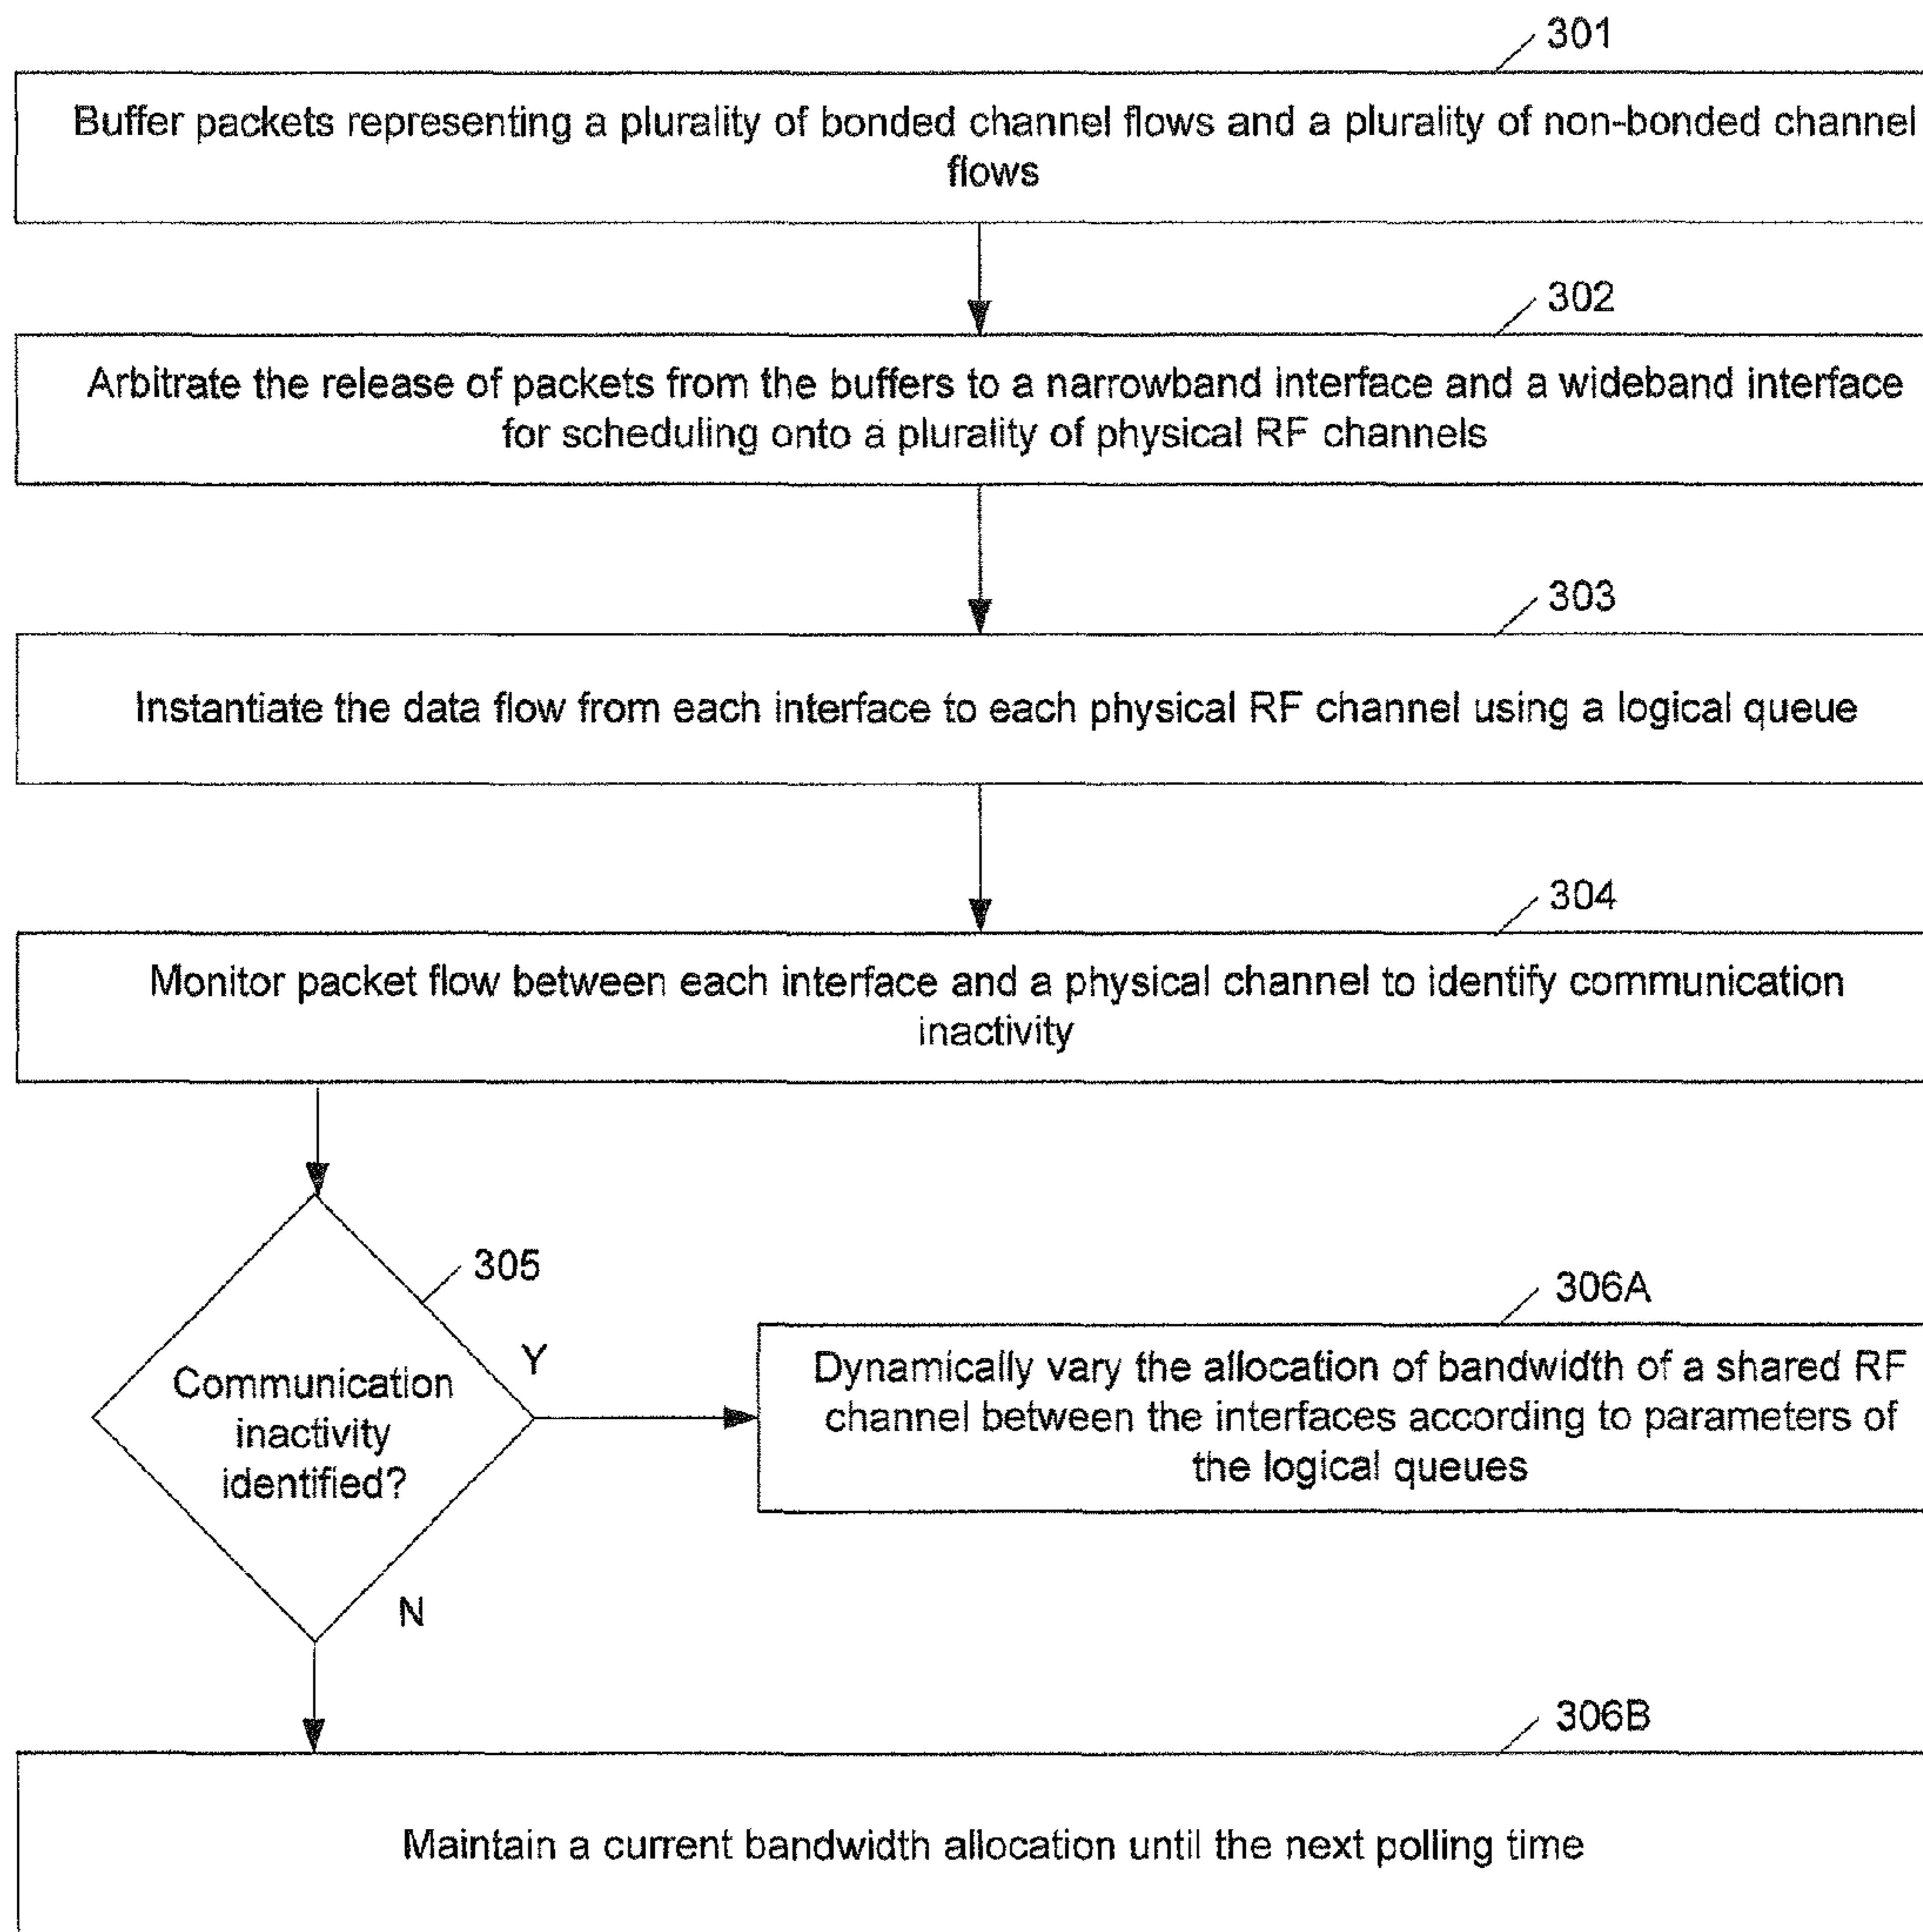 301
Buffer packets representing a plurality of bonded channel flows and a plurality of non-bonded channel
flows
302
Arbitrate the release of packets from the buffers to a narrowband interface and a wideband interface
for scheduling onto a plurality of physical RF channels
303
Instantiate the data flow from each interface to each physical RF channel using a logical queue
304
Monitor packet flow between each interface and a physical channel to identify communication
inactivity
305
Communication
inactivity
identified?
Y
N
306A
Dynamically vary the allocation of bandwidth of a shared RF
channel between the interfaces according to parameters of
the logical queues
306B
Maintain a current bandwidth allocation until the next polling time